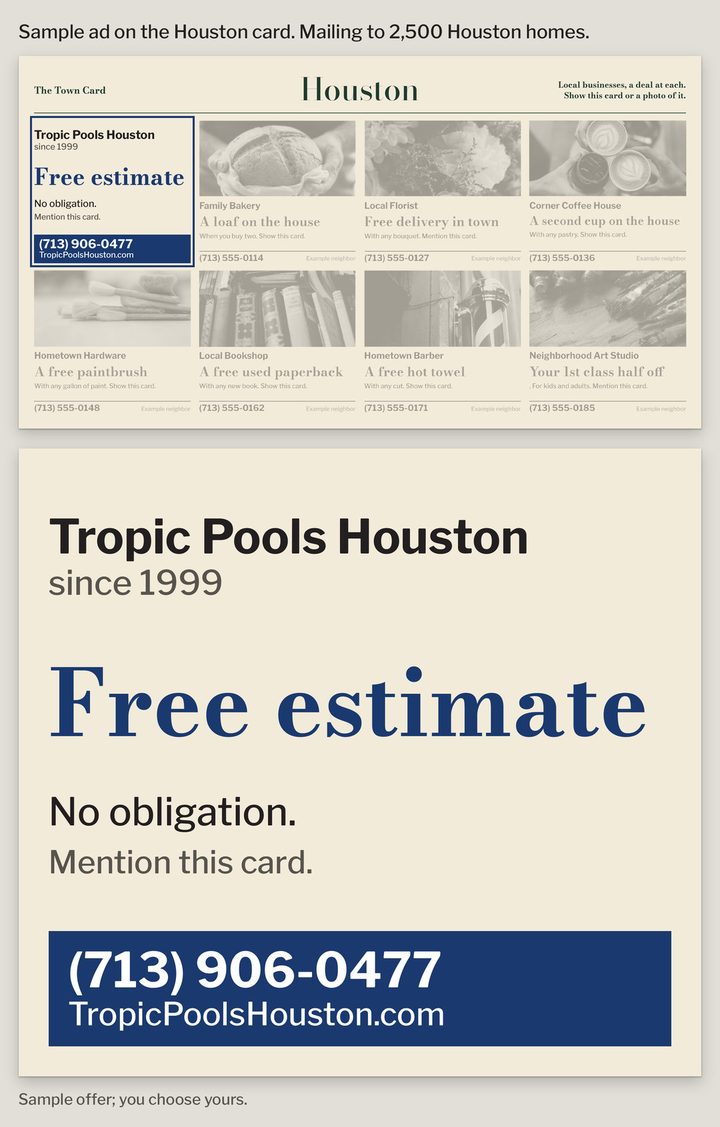 Sample ad on the Houston card. Mailing to 2,500 Houston homes.
The Town Card
Houston
Local businesses, a deal at each.
Show this card or a photo of it.
Tropic Pools Houston
since 1999
Free estimate
No obligation.
Mention this card.
(713) 906-0477
TropicPoolsHouston.com
Family Bakery
A loaf on the house
When you buy two. Show this card.
(713) 555-0114
Example neighbor
Local Florist
Free delivery in town
With any bouquet. Mention this card.
(713) 555-0127
Example neighbor
Corner Coffee House
A second cup on the house
With any pastry. Show this card.
(713) 555-0136
Example neighbor
Hometown Hardware
A free paintbrush
With any gallon of paint. Show this card.
(713) 555-0148
Example neighbor
Local Bookshop
A free used paperback
With any new book. Show this card.
(713) 555-0162
Example neighbor
Hometown Barber
A free hot towel
With any cut. Show this card.
(713) 555-0171
Example neighbor
Neighborhood Art Studio
Your 1st class half off
For kids and adults. Mention this card.
(713) 555-0185
Example neighbor
Tropic Pools Houston
since 1999
Free estimate
No obligation.
Mention this card.
(713) 906-0477
TropicPoolsHouston.com
Sample offer; you choose yours.